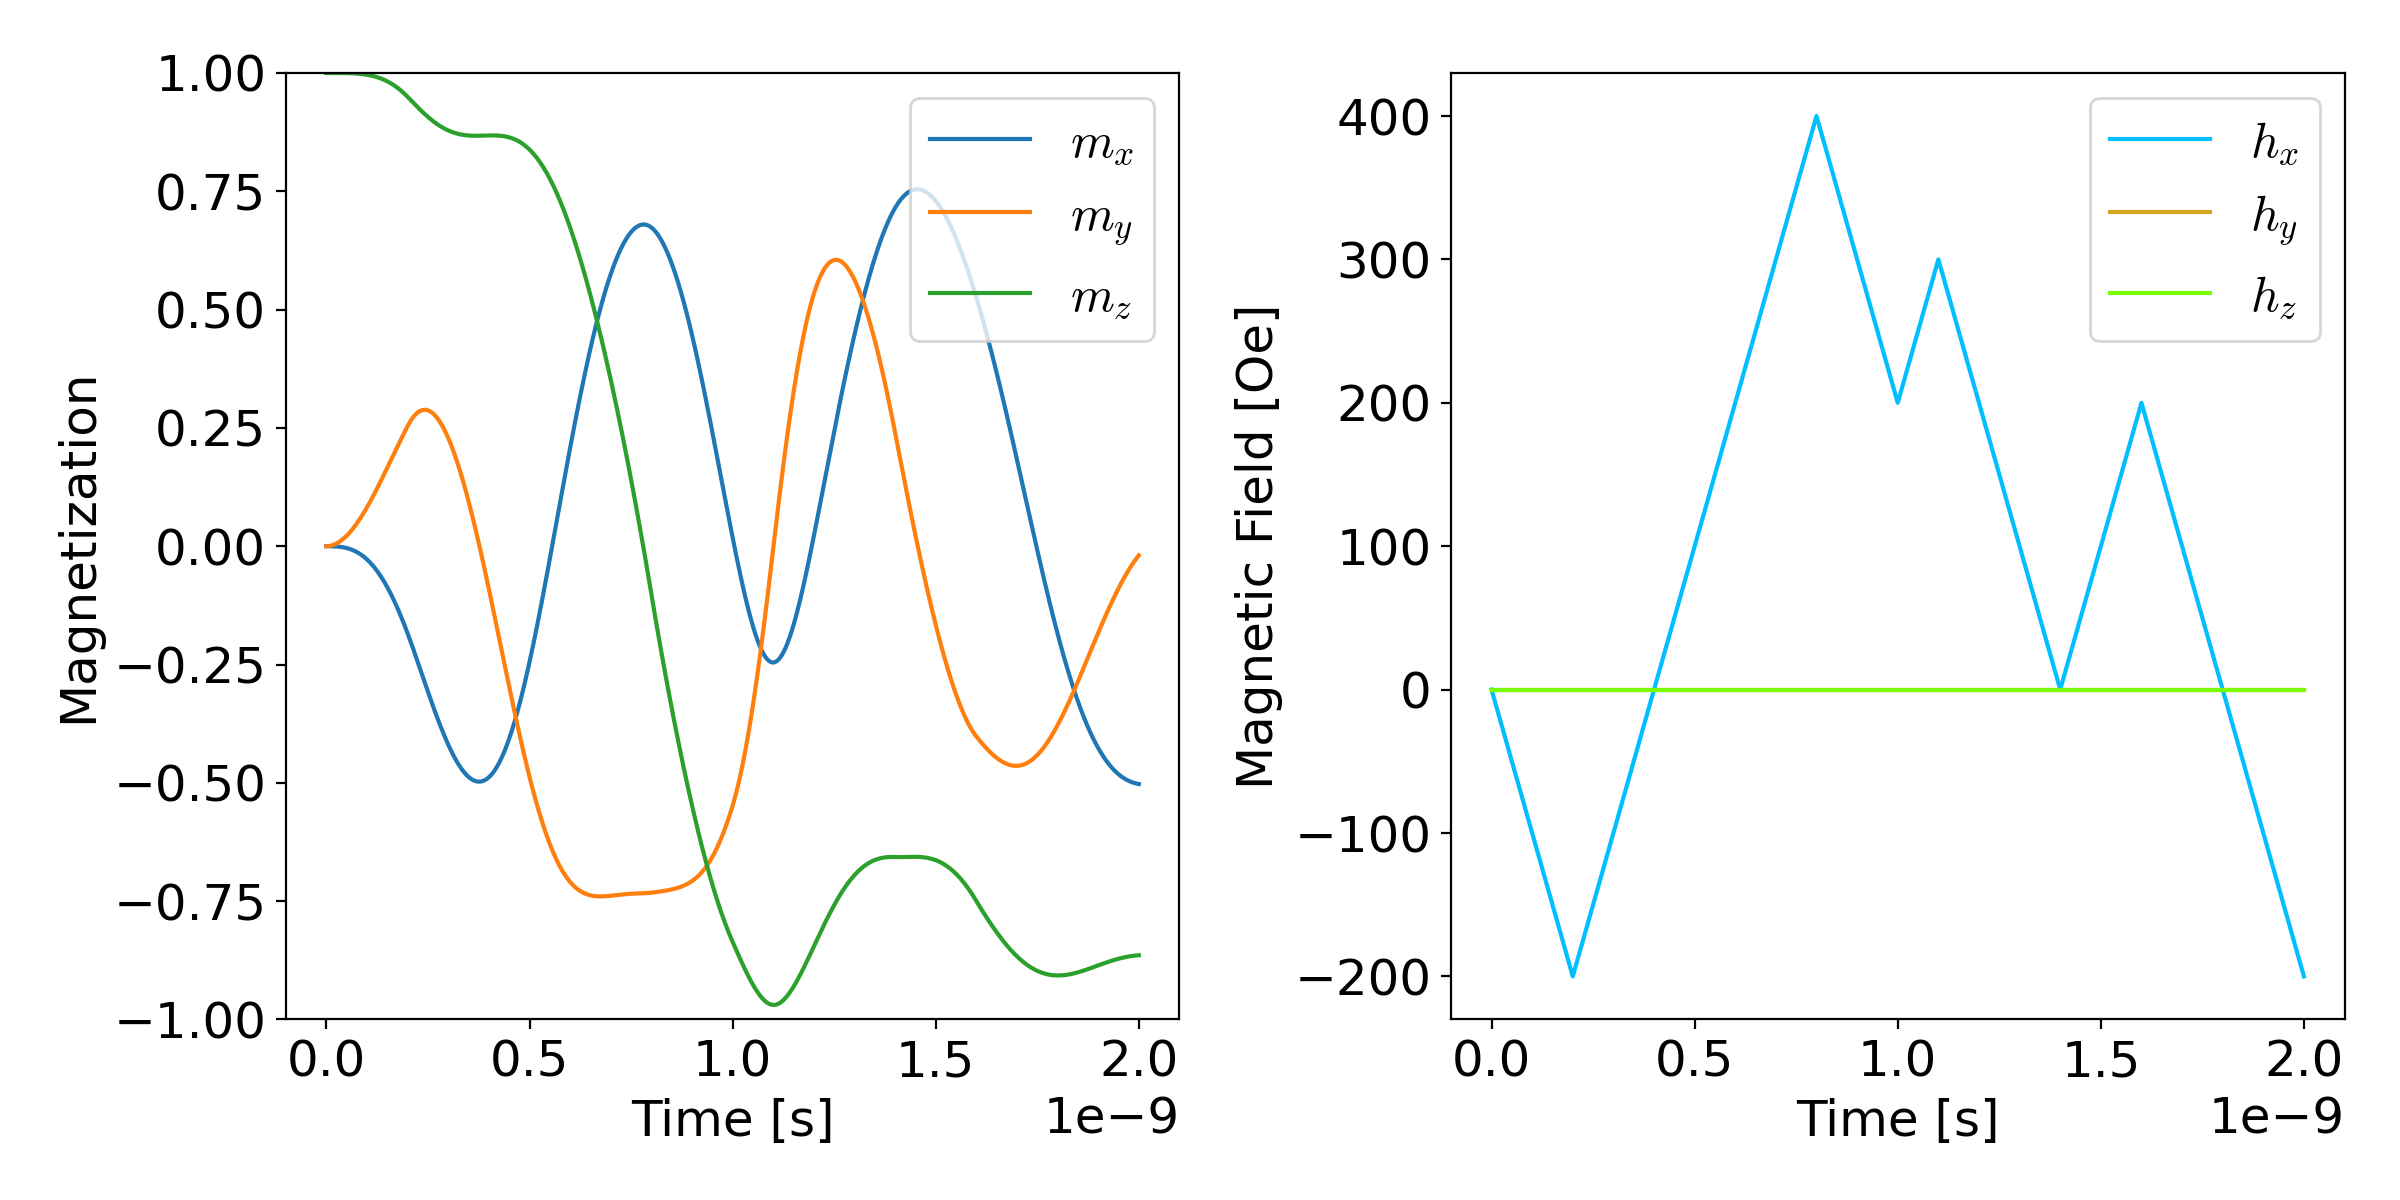 1.00
0.75
0.50
0.25
0.00
−0.25
−0.50
−0.75
−1.00
Magnetization
0.0 0.5 1.0 1.5 2.0
Time [s]
1e−9
m_x
m_y
m_z
400
300
200
100
0
−100
−200
Magnetic Field [Oe]
0.0 0.5 1.0 1.5 2.0
Time [s]
1e−9
h_x
h_y
h_z